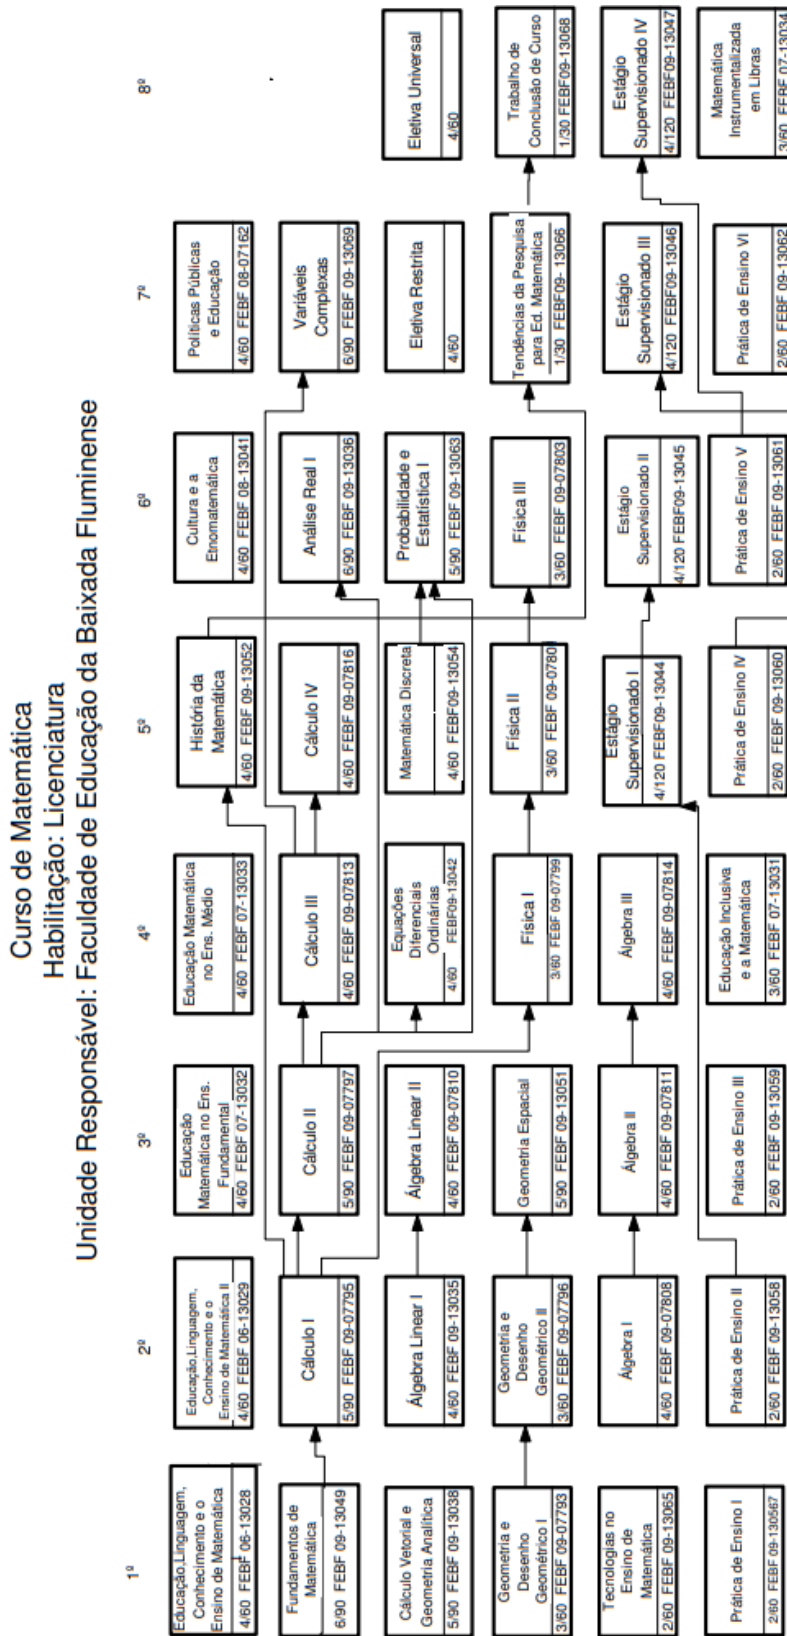 Curso de Matemática
Habilitação: Licenciatura
Unidade Responsável: Faculdade de Educação da Baixada Fluminense
1º
2º
3º
4º
5º
6º
7º
8º
Educação,Linguagem,
Conhecimento e o
Ensino de Matemática
4/60 FEBF 06-13028
Educação,Linguagem,
Conhecimento e o
Ensino de Matemática II
4/60 FEBF 06-13029
Educação
Matemática no Ens.
Fundamental
4/60 FEBF 07-13032
Educação Matemática
no Ens. Médio
4/60 FEBF 07-13033
História da
Matemática
4/60 FEBF 09-13052
Cultura e a
Etnomatemática
4/60 FEBF 08-13041
Políticas Públicas
e Educação
4/60 FEBF 08-07162
Fundamentos de
Matemática
6/90 FEBF 09-13049
Cálculo I
5/90 FEBF 09-07795
Cálculo II
5/90 FEBF 09-07797
Cálculo III
4/60 FEBF 09-07813
Cálculo IV
4/60 FEBF 09-07816
Análise Real I
6/90 FEBF 09-13036
Variáveis
Complexas
6/90 FEBF 09-13069
Cálculo Vetorial e
Geometria Analítica
5/90 FEBF 09-13038
Álgebra Linear I
4/60 FEBF 09-13035
Álgebra Linear II
4/60 FEBF 09-07810
Equações
Diferenciais
Ordinárias
4/60 FEBF09-13042
Matemática Discreta
4/60 FEBF09-13054
Probabilidade e
Estatística I
5/90 FEBF 09-13063
Eletiva Restrita
4/60
Eletiva Universal
4/60
Geometria e
Desenho
Geométrico I
3/60 FEBF 09-07793
Geometria e
Desenho
Geométrico II
3/60 FEBF 09-07796
Geometria Espacial
5/90 FEBF 09-13051
Física I
3/60 FEBF 09-07799
Física II
3/60 FEBF 09-0780
Física III
3/60 FEBF 09-07803
Tendências da Pesquisa
para Ed. Matemática
1/30 FEBF09- 13066
Trabalho de
Conclusão de Curso
1/30 FEBF09-13068
Tecnologias no
Ensino de
Matemática
2/60 FEBF 09-13065
Álgebra I
4/60 FEBF 09-07808
Álgebra II
4/60 FEBF 09-07811
Álgebra III
4/60 FEBF 09-07814
Estágio
Supervisionado I
4/120 FEBF09-13044
Estágio
Supervisionado II
4/120 FEBF09-13045
Estágio
Supervisionado III
4/120 FEBF09-13046
Estágio
Supervisionado IV
4/120 FEBF09-13047
Prática de Ensino I
2/60 FEBF 09-130567
Prática de Ensino II
2/60 FEBF 09-13058
Prática de Ensino III
2/60 FEBF 09-13059
Educação Inclusiva
e a Matemática
3/60 FEBF 07-13031
Prática de Ensino IV
2/60 FEBF 09-13060
Prática de Ensino V
2/60 FEBF 09-13061
Prática de Ensino VI
2/60 FEBF 09-13062
Matemática
Instrumentalizada
em Libras
3/60 FEBF 07-13034